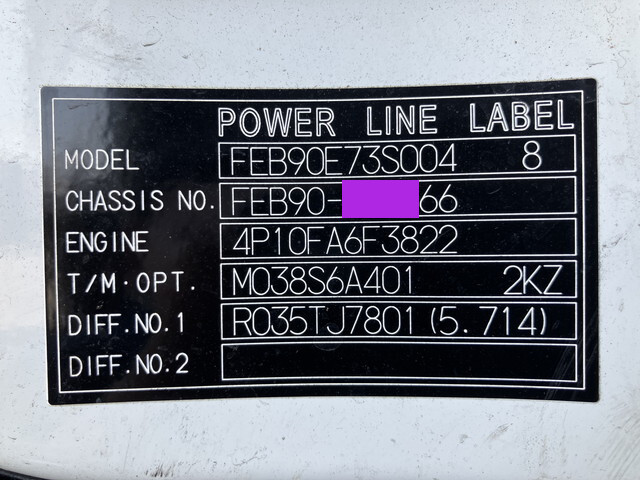 POWER LINE LABEL
MODEL FEB90E73S004 8
CHASSIS NO. FEB90- 66
ENGINE 4P10FA6F3822
T/M·OPT. M038S6A401 2KZ
DIFF.NO.1 R035TJ7801(5.714)
DIFF.NO.2